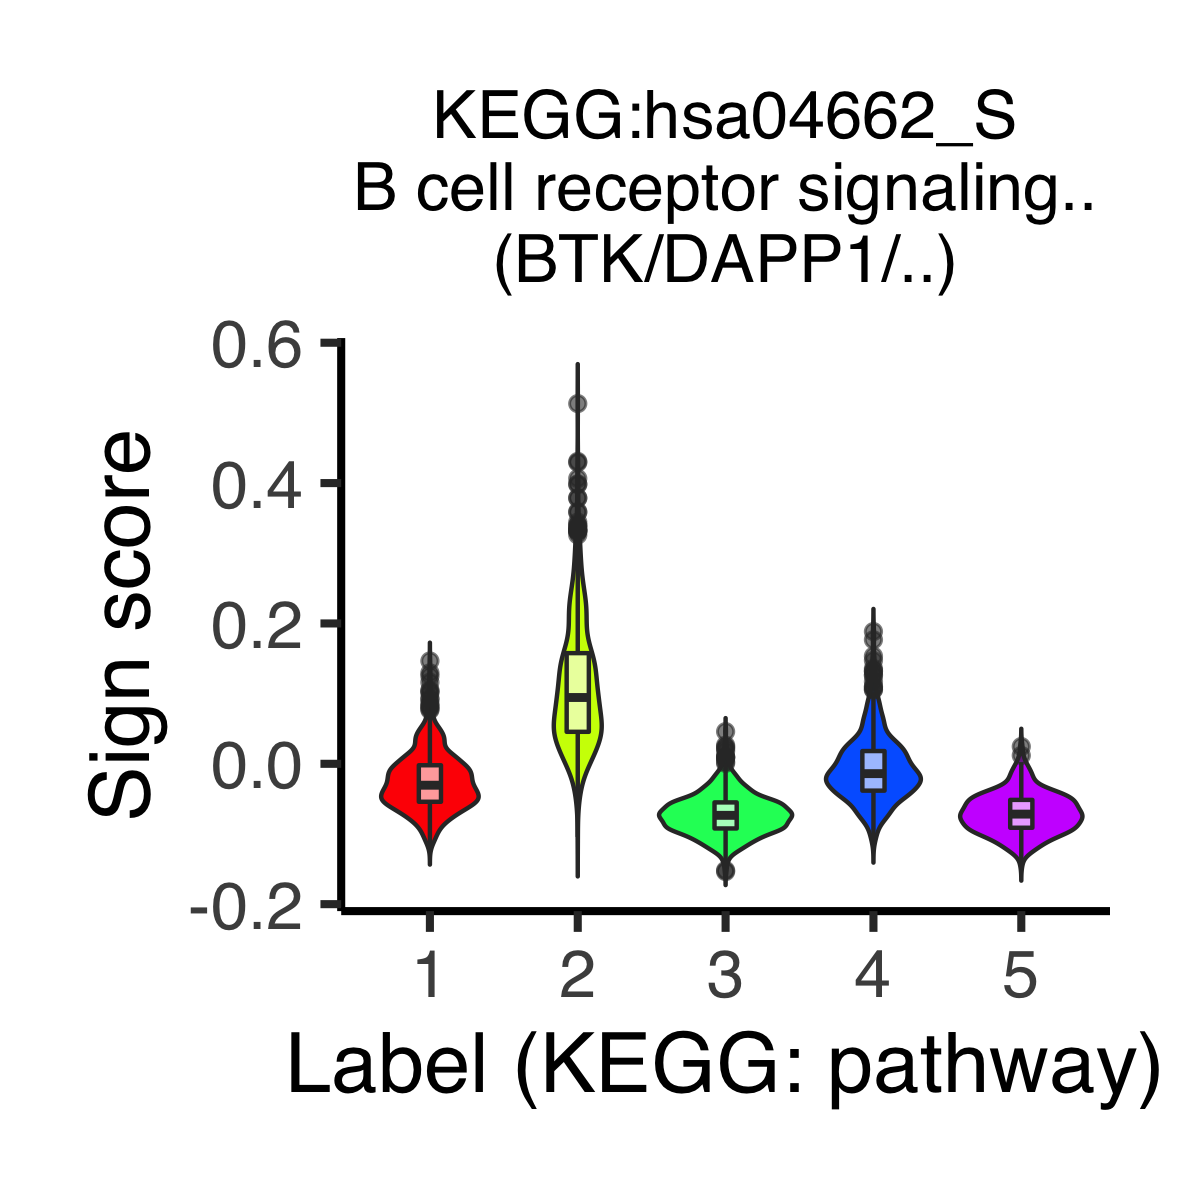 KEGG:hsa04662_S
B cell receptor signaling..
(BTK/DAPP1/..)
Sign score
0.6
0.4
0.2
0.0
-0.2
1 2 3 4 5
Label (KEGG: pathway)